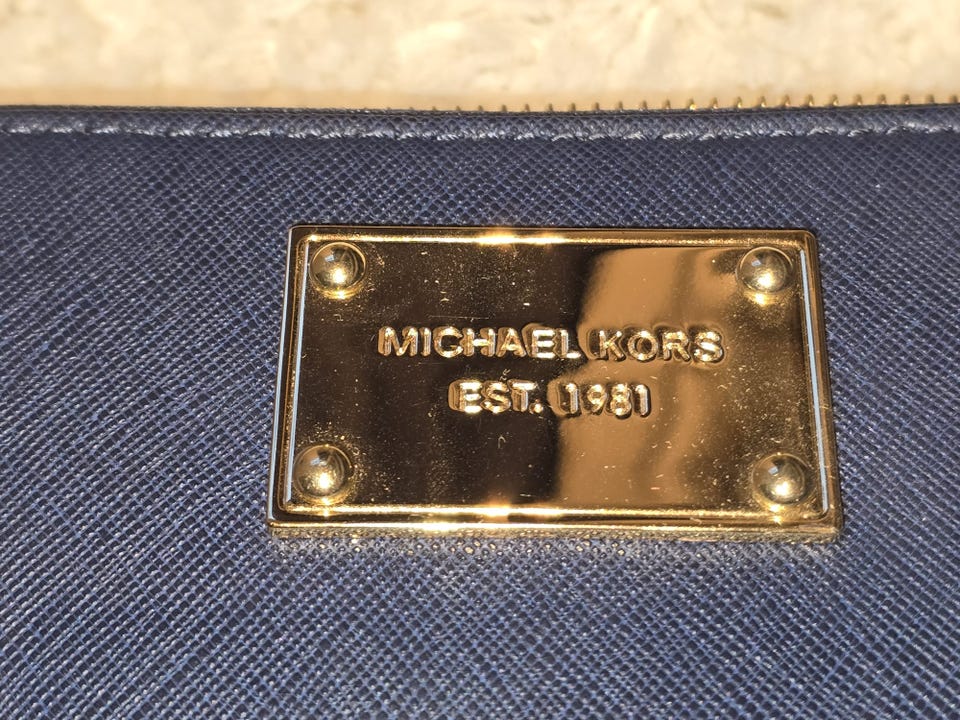 MICHAEL KORS
EST. 1981